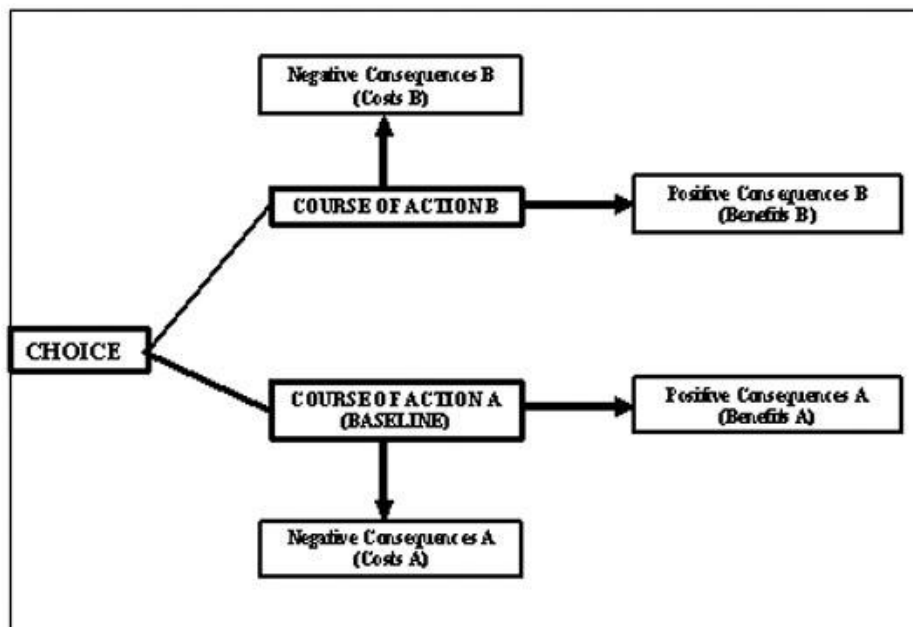 Negative Consequences B
(Costs B)
COURSE OF ACTION B
Positive Consequences B
(Benefits B)
CHOICE
COURSE OF ACTION A
(BASELINE)
Positive Consequences A
(Benefits A)
Negative Consequences A
(Costs A)